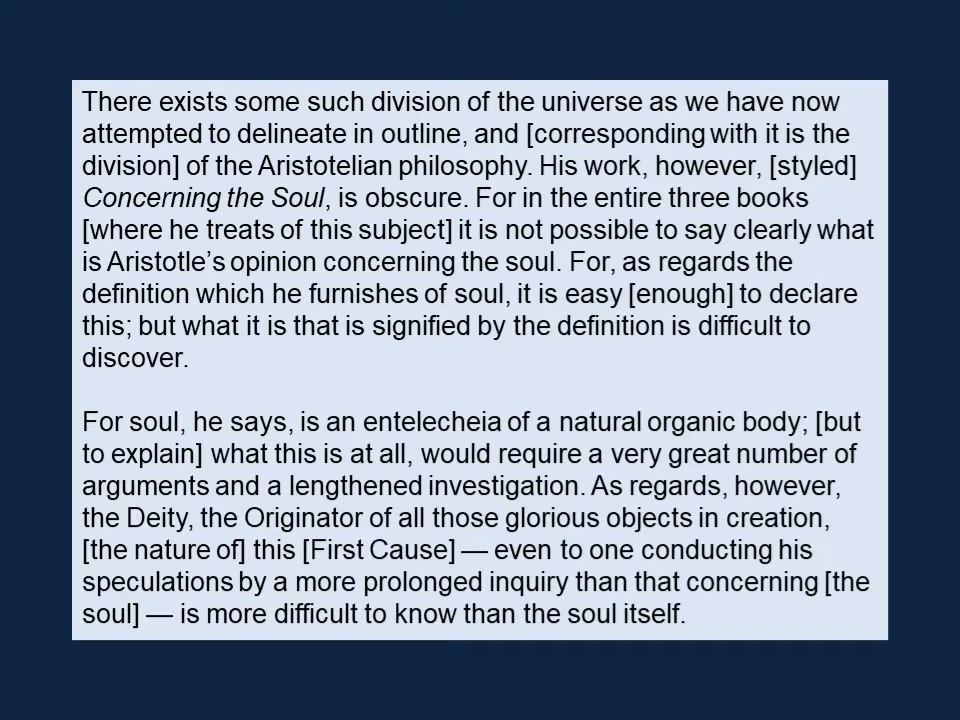 There exists some such division of the universe as we have now
attempted to delineate in outline, and [corresponding with it is the
division] of the Aristotelian philosophy. His work, however, [styled]
Concerning the Soul, is obscure. For in the entire three books
[where he treats of this subject] it is not possible to say clearly what
is Aristotle’s opinion concerning the soul. For, as regards the
definition which he furnishes of soul, it is easy [enough] to declare
this; but what it is that is signified by the definition is difficult to
discover.
For soul, he says, is an entelecheia of a natural organic body; [but
to explain] what this is at all, would require a very great number of
arguments and a lengthened investigation. As regards, however,
the Deity, the Originator of all those glorious objects in creation,
[the nature of] this [First Cause] — even to one conducting his
speculations by a more prolonged inquiry than that concerning [the
soul] — is more difficult to know than the soul itself.